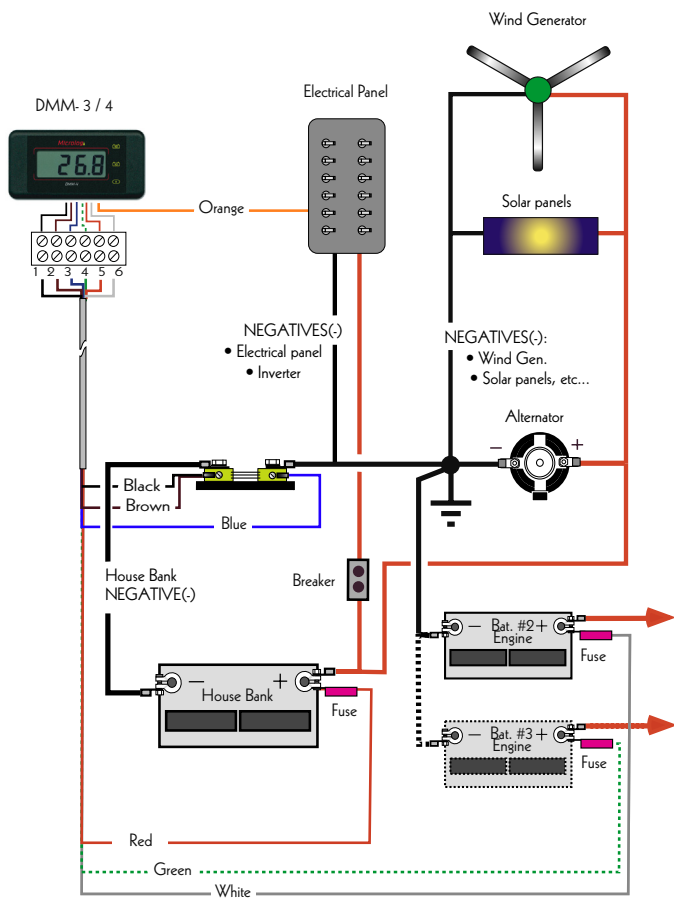 Wind Generator
DMM- 3 / 4
Electrical Panel
26.8
Orange
Solar panels
1 2 3 4 5 6
NEGATIVES(-)
• Electrical panel
• Inverter
NEGATIVES(-):
• Wind Gen.
• Solar panels, etc...
Alternator
– +
Black
Brown
Blue
House Bank
NEGATIVE(-)
Breaker
– Bat. #2 +
Engine
Fuse
– +
House Bank
Fuse
– Bat. #3 +
Engine
Fuse
Red
Green
White